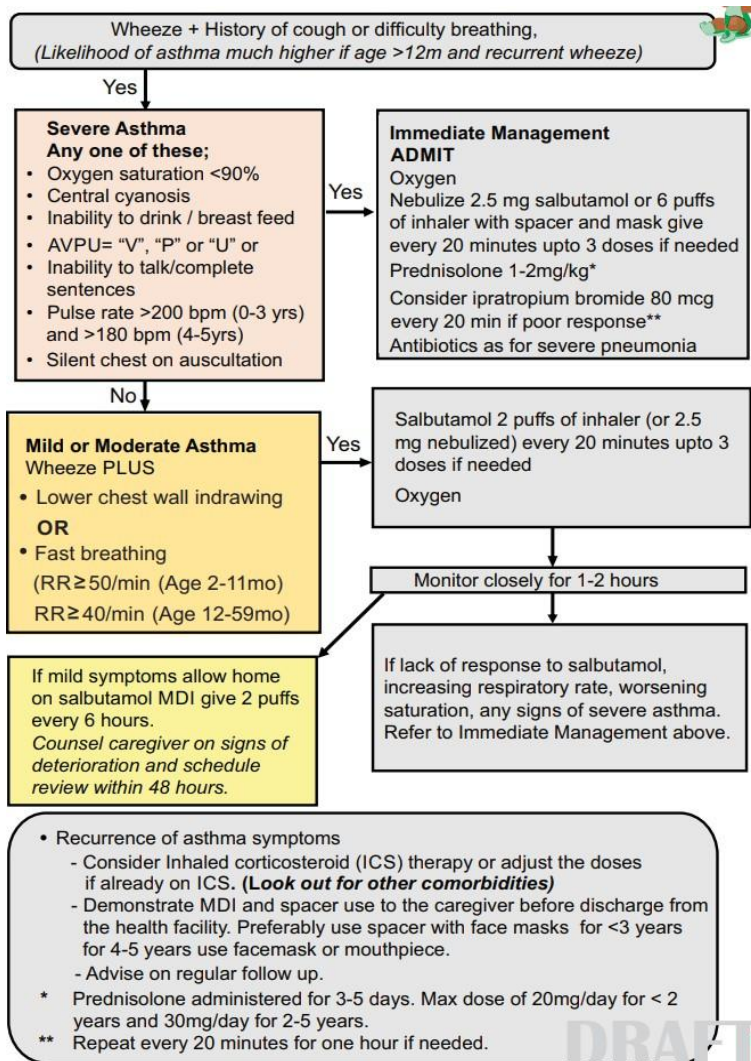 Wheeze + History of cough or difficulty breathing,
(Likelihood of asthma much higher if age >12m and recurrent wheeze)
Yes
Severe Asthma
Any one of these;
• Oxygen saturation <90%
• Central cyanosis
• Inability to drink / breast feed
• AVPU= “V”, “P” or “U” or
• Inability to talk/complete
sentences
• Pulse rate >200 bpm (0-3 yrs)
and >180 bpm (4-5yrs)
• Silent chest on auscultation
Yes
Immediate Management
ADMIT
Oxygen
Nebulize 2.5 mg salbutamol or 6 puffs
of inhaler with spacer and mask give
every 20 minutes upto 3 doses if needed
Prednisolone 1-2mg/kg*
Consider ipratropium bromide 80 mcg
every 20 min if poor response**
Antibiotics as for severe pneumonia
No
Mild or Moderate Asthma
Wheeze PLUS
• Lower chest wall indrawing
OR
• Fast breathing
(RR≥50/min (Age 2-11mo)
RR≥40/min (Age 12-59mo)
Yes
Salbutamol 2 puffs of inhaler (or 2.5
mg nebulized) every 20 minutes upto 3
doses if needed
Oxygen
Monitor closely for 1-2 hours
If mild symptoms allow home
on salbutamol MDI give 2 puffs
every 6 hours.
Counsel caregiver on signs of
deterioration and schedule
review within 48 hours.
If lack of response to salbutamol,
increasing respiratory rate, worsening
saturation, any signs of severe asthma.
Refer to Immediate Management above.
• Recurrence of asthma symptoms
- Consider Inhaled corticosteroid (ICS) therapy or adjust the doses
if already on ICS. (Look out for other comorbidities)
- Demonstrate MDI and spacer use to the caregiver before discharge from
the health facility. Preferably use spacer with face masks for <3 years
for 4-5 years use facemask or mouthpiece.
- Advise on regular follow up.
* Prednisolone administered for 3-5 days. Max dose of 20mg/day for < 2
years and 30mg/day for 2-5 years.
** Repeat every 20 minutes for one hour if needed.
DRAFT